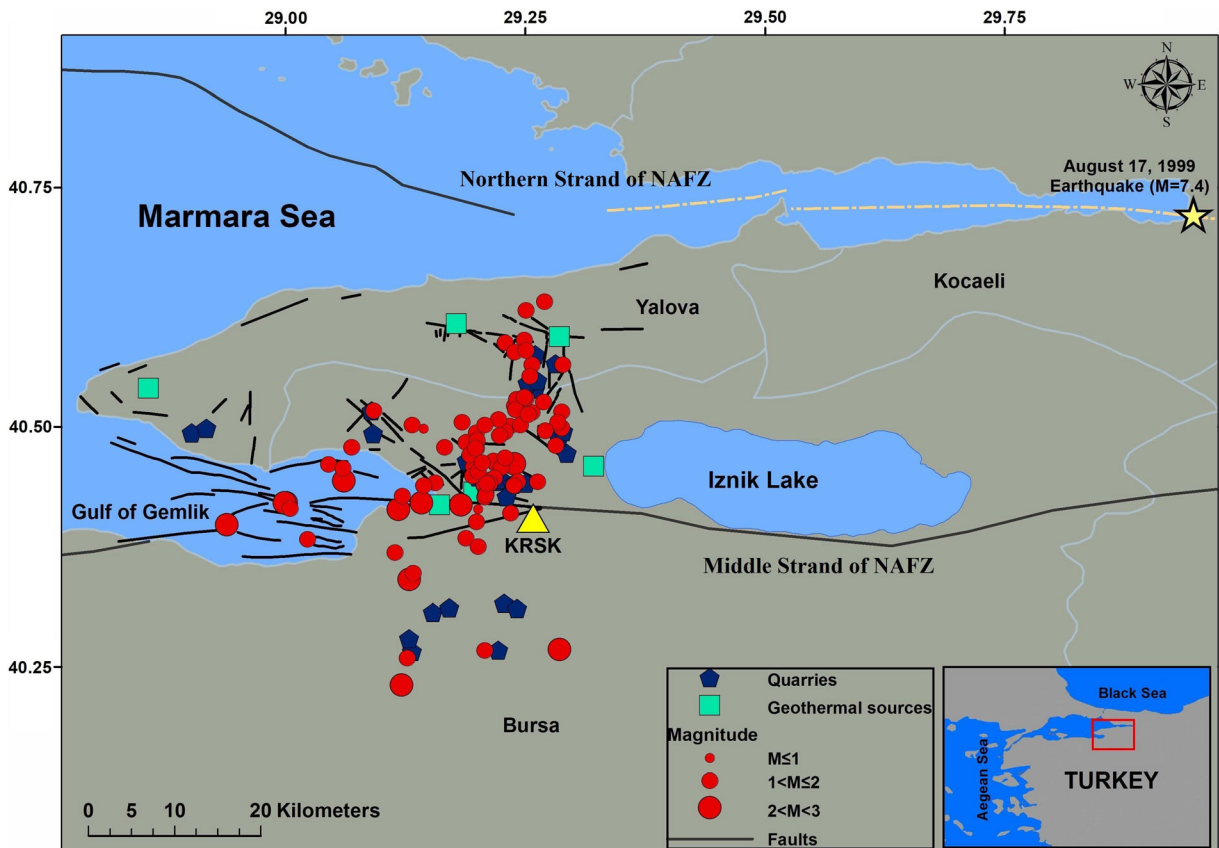 29.00
29.25
29.50
29.75
N
W
E
S
40.75
40.50
40.25
August 17, 1999
Earthquake (M=7.4)
Northern Strand of NAFZ
Marmara Sea
Kocaeli
Yalova
Iznik Lake
Gulf of Gemlik
KRSK
Middle Strand of NAFZ
Bursa
0 5 10 20 Kilometers
Quarries
Geothermal sources
Magnitude
M≤1
1<M≤2
2<M<3
Faults
Black Sea
Aegean Sea
TURKEY